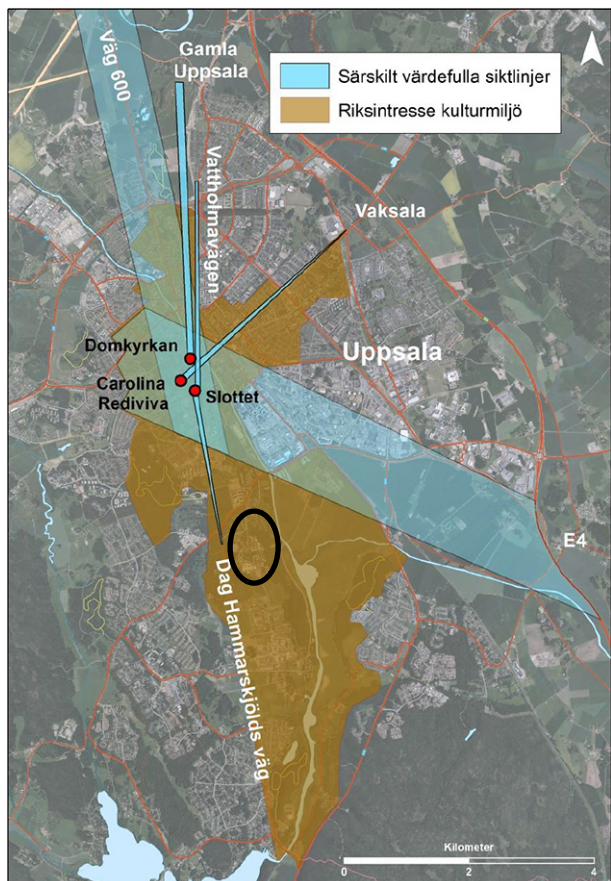 Väg 600
Gamla
Uppsala
Särskilt värdefulla siktlinjer
Riksintresse kulturmiljö
Vattholmavägen
Vaksala
Domkyrkan
Uppsala
Carolina
Rediviva
Slottet
E4
Dag Hammarskjölds väg
Kilometer
0
2
4